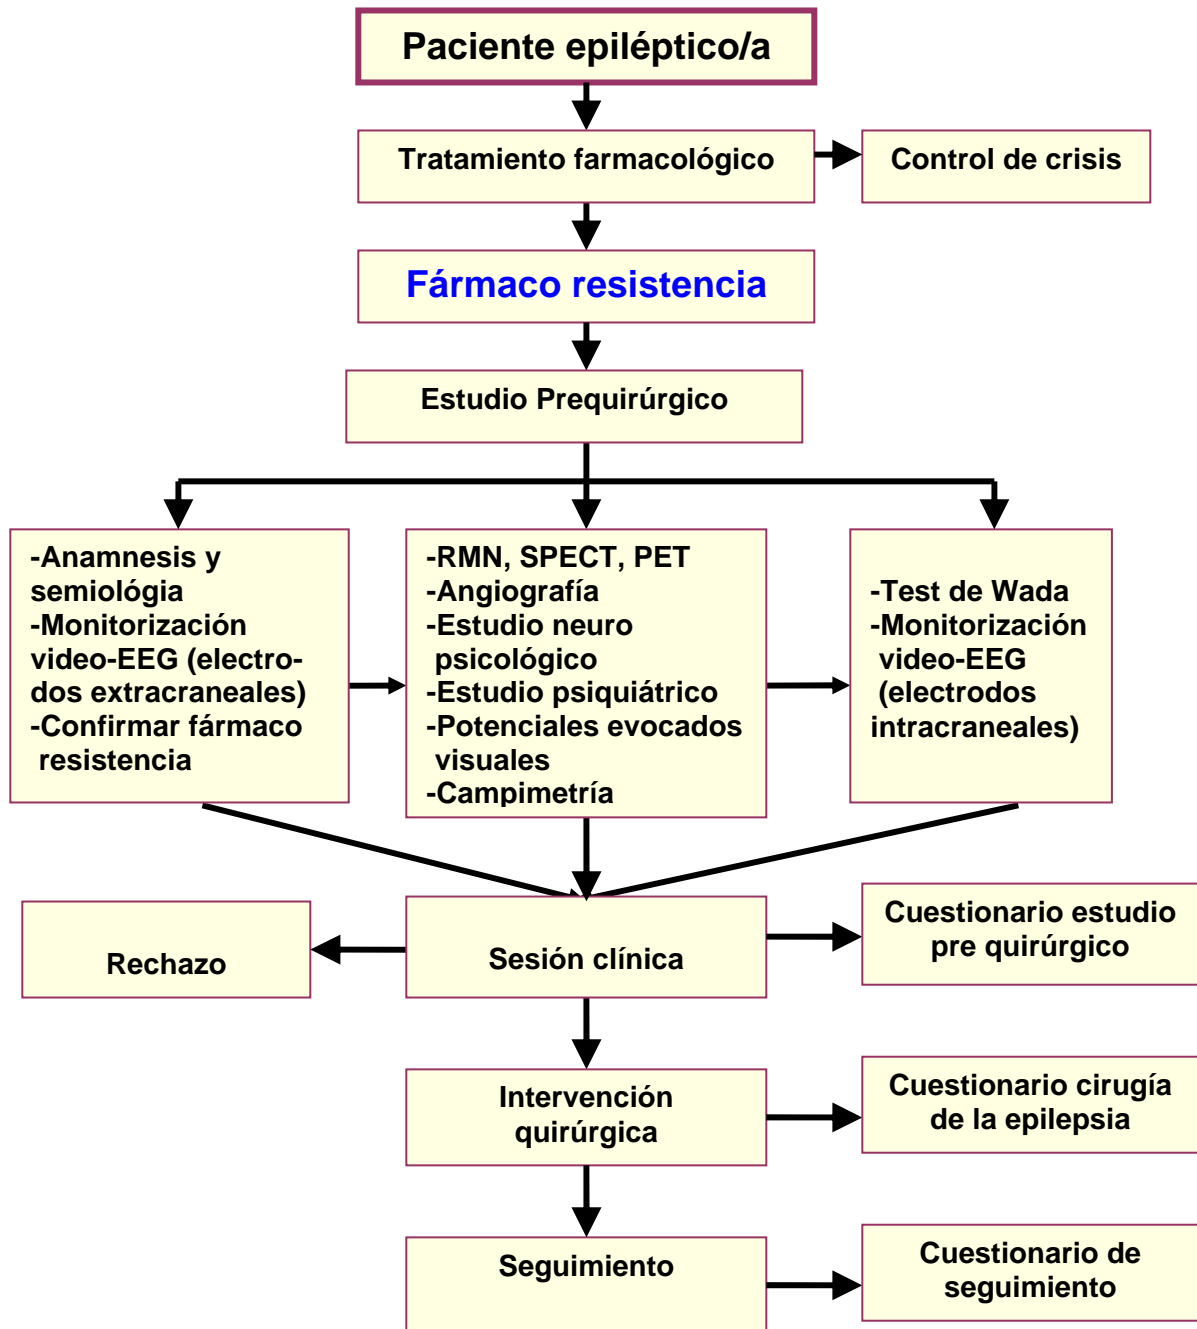 Paciente epiléptico/a
Tratamiento farmacológico
Control de crisis
Fármaco resistencia
Estudio Prequirúrgico
-Anamnesis y
semiológia
-Monitorización
video-EEG (electro-
dos extracraneales)
-Confirmar fármaco
resistencia
-RMN, SPECT, PET
-Angiografía
-Estudio neuro
psicológico
-Estudio psiquiátrico
-Potenciales evocados
visuales
-Campimetría
-Test de Wada
-Monitorización
video-EEG
(electrodos
intracraneales)
Rechazo
Sesión clínica
Cuestionario estudio
pre quirúrgico
Intervención
quirúrgica
Cuestionario cirugía
de la epilepsia
Seguimiento
Cuestionario de
seguimiento